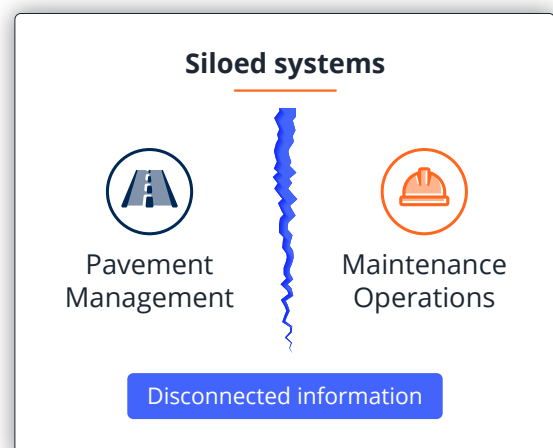 Siloed systems
Pavement
Management
Maintenance
Operations
Disconnected information